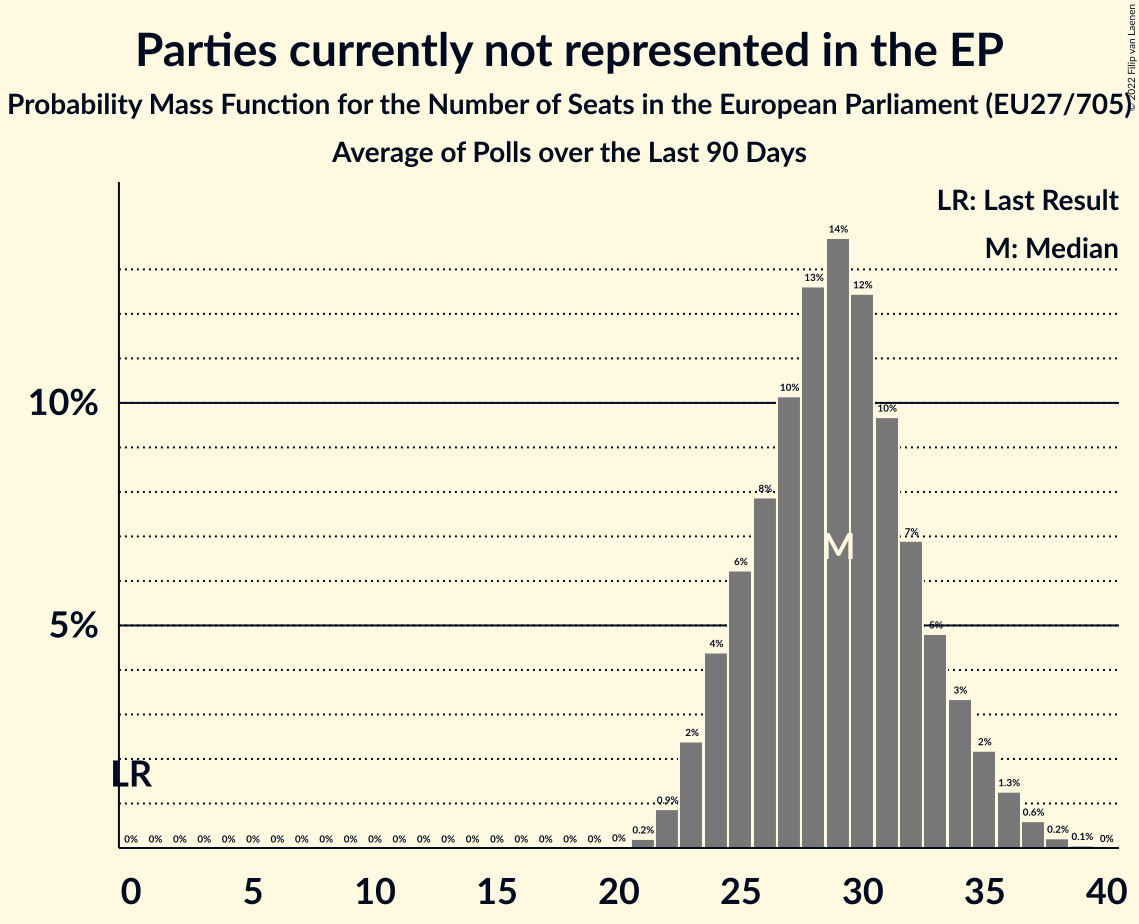 Parties currently not represented in the EP
Probability Mass Function for the Number of Seats in the European Parliament (EU27/705)
Average of Polls over the Last 90 Days
© 2022 Filip van Laenen
LR: Last Result
M: Median
14%
13%
12%
10%
10%
10%
8%
7%
M
6%
5%
5%
4%
3%
2%
2%
LR
1.3%
0.9%
0.6%
0% 0% 0% 0% 0% 0% 0% 0% 0% 0% 0% 0% 0% 0% 0% 0% 0% 0% 0% 0% 0% 0.2% 0.2% 0.1% 0%
0 5 10 15 20 25 30 35 40